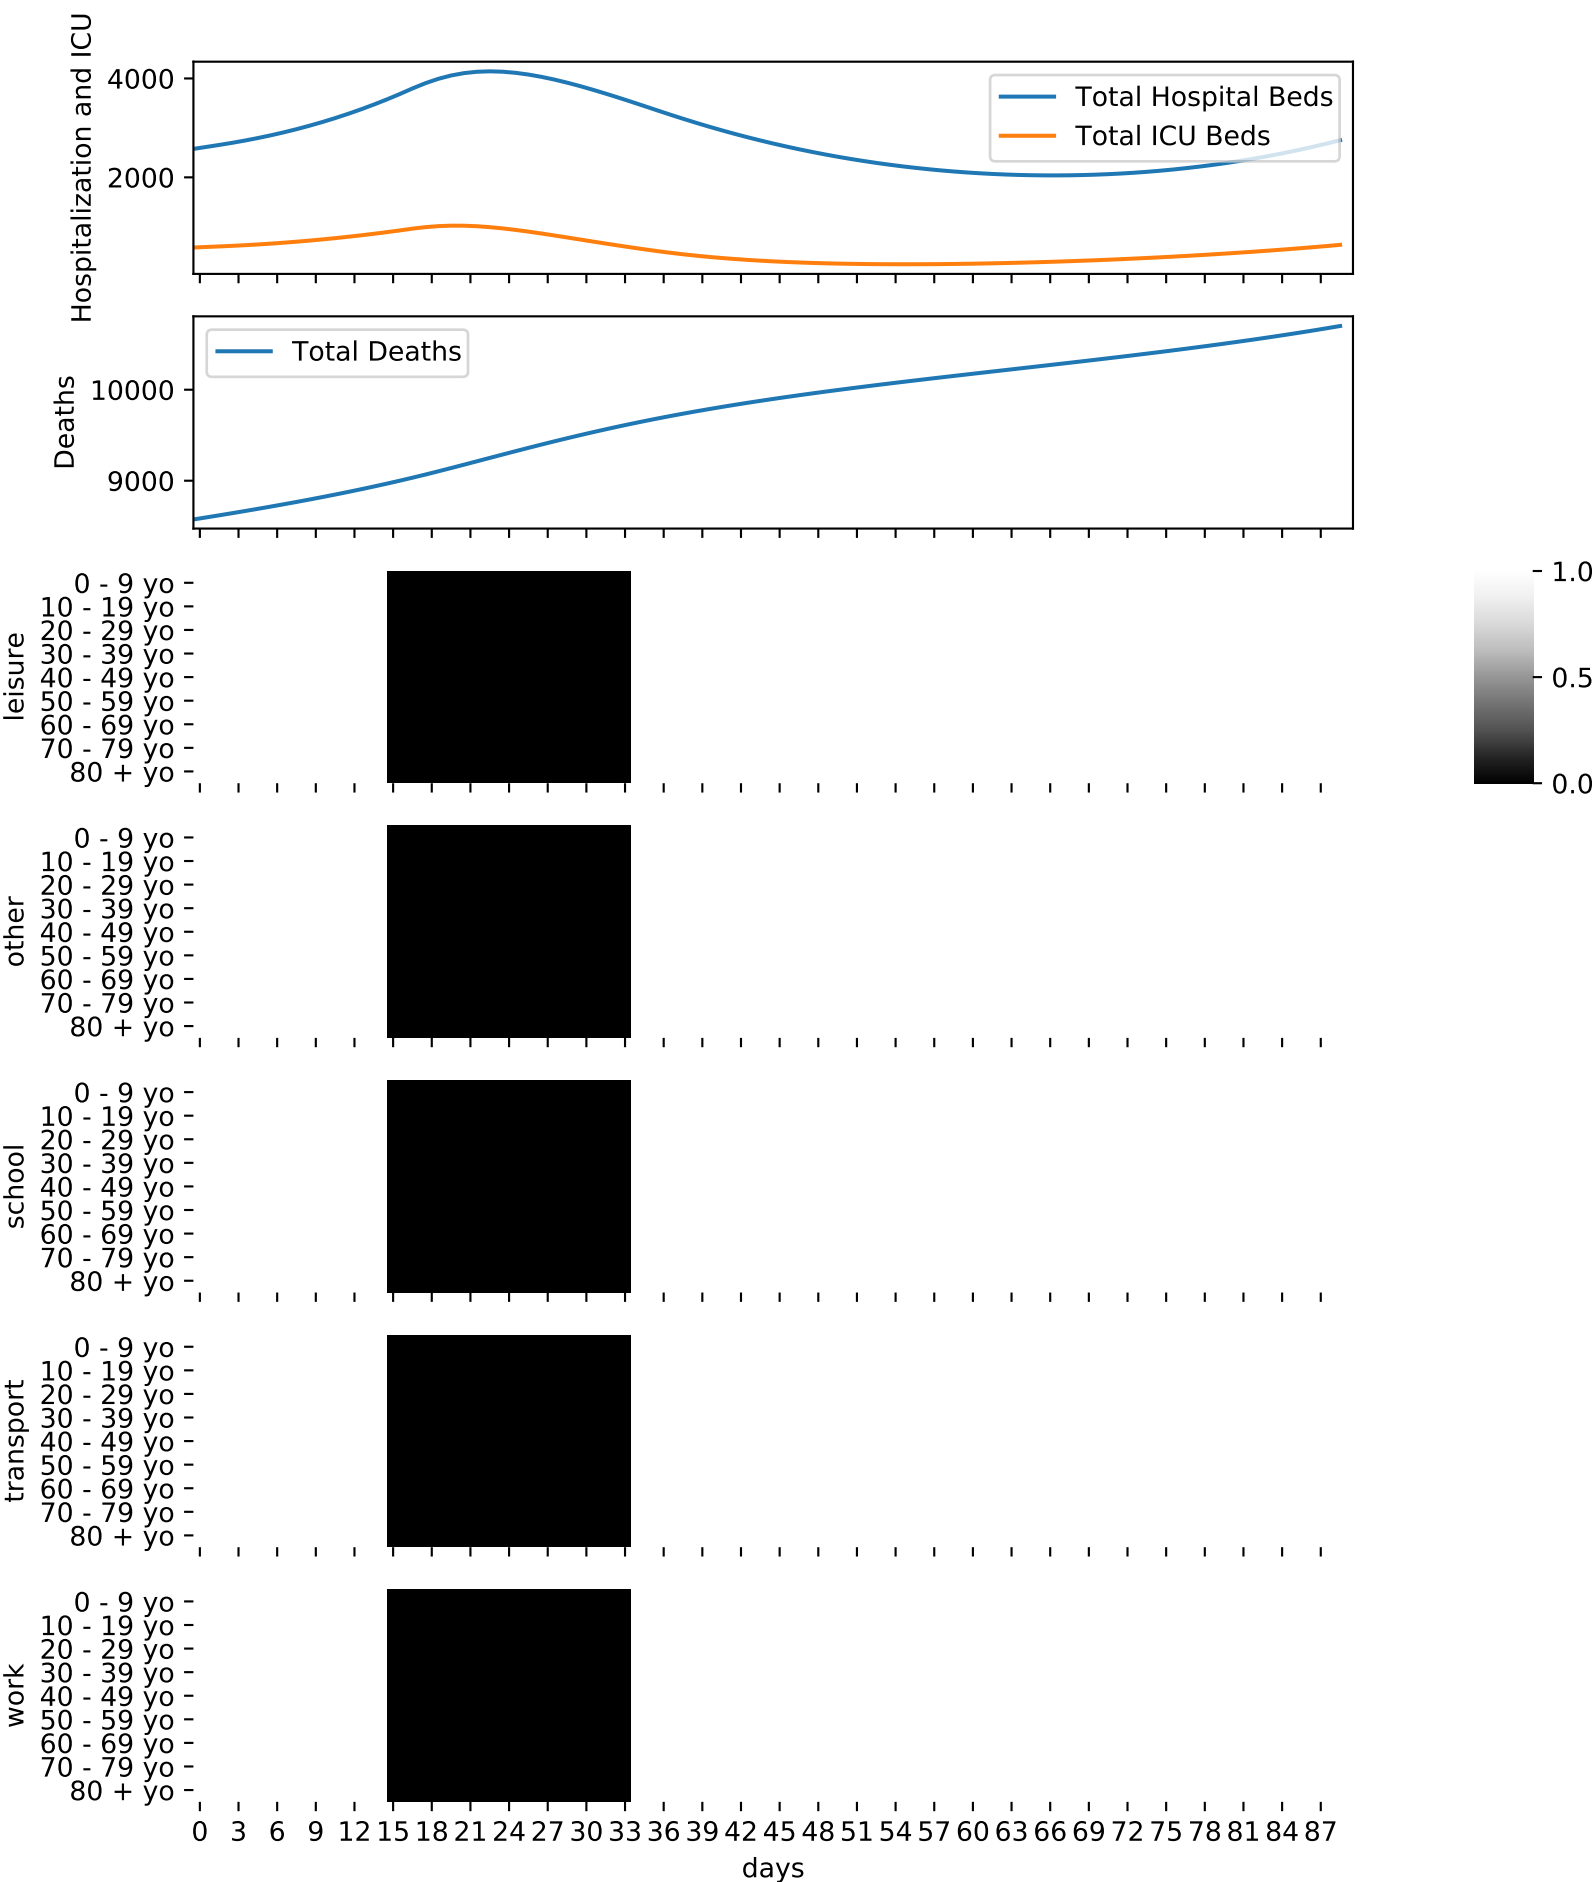 Hospitalization and ICU
4000
2000
Total Hospital Beds
Total ICU Beds
Deaths
10000
9000
Total Deaths
leisure
0 - 9 yo
10 - 19 yo
20 - 29 yo
30 - 39 yo
40 - 49 yo
50 - 59 yo
60 - 69 yo
70 - 79 yo
80 + yo
1.0
0.5
0.0
other
0 - 9 yo
10 - 19 yo
20 - 29 yo
30 - 39 yo
40 - 49 yo
50 - 59 yo
60 - 69 yo
70 - 79 yo
80 + yo
school
0 - 9 yo
10 - 19 yo
20 - 29 yo
30 - 39 yo
40 - 49 yo
50 - 59 yo
60 - 69 yo
70 - 79 yo
80 + yo
transport
0 - 9 yo
10 - 19 yo
20 - 29 yo
30 - 39 yo
40 - 49 yo
50 - 59 yo
60 - 69 yo
70 - 79 yo
80 + yo
work
0 - 9 yo
10 - 19 yo
20 - 29 yo
30 - 39 yo
40 - 49 yo
50 - 59 yo
60 - 69 yo
70 - 79 yo
80 + yo
0 3 6 9 12 15 18 21 24 27 30 33 36 39 42 45 48 51 54 57 60 63 66 69 72 75 78 81 84 87
days